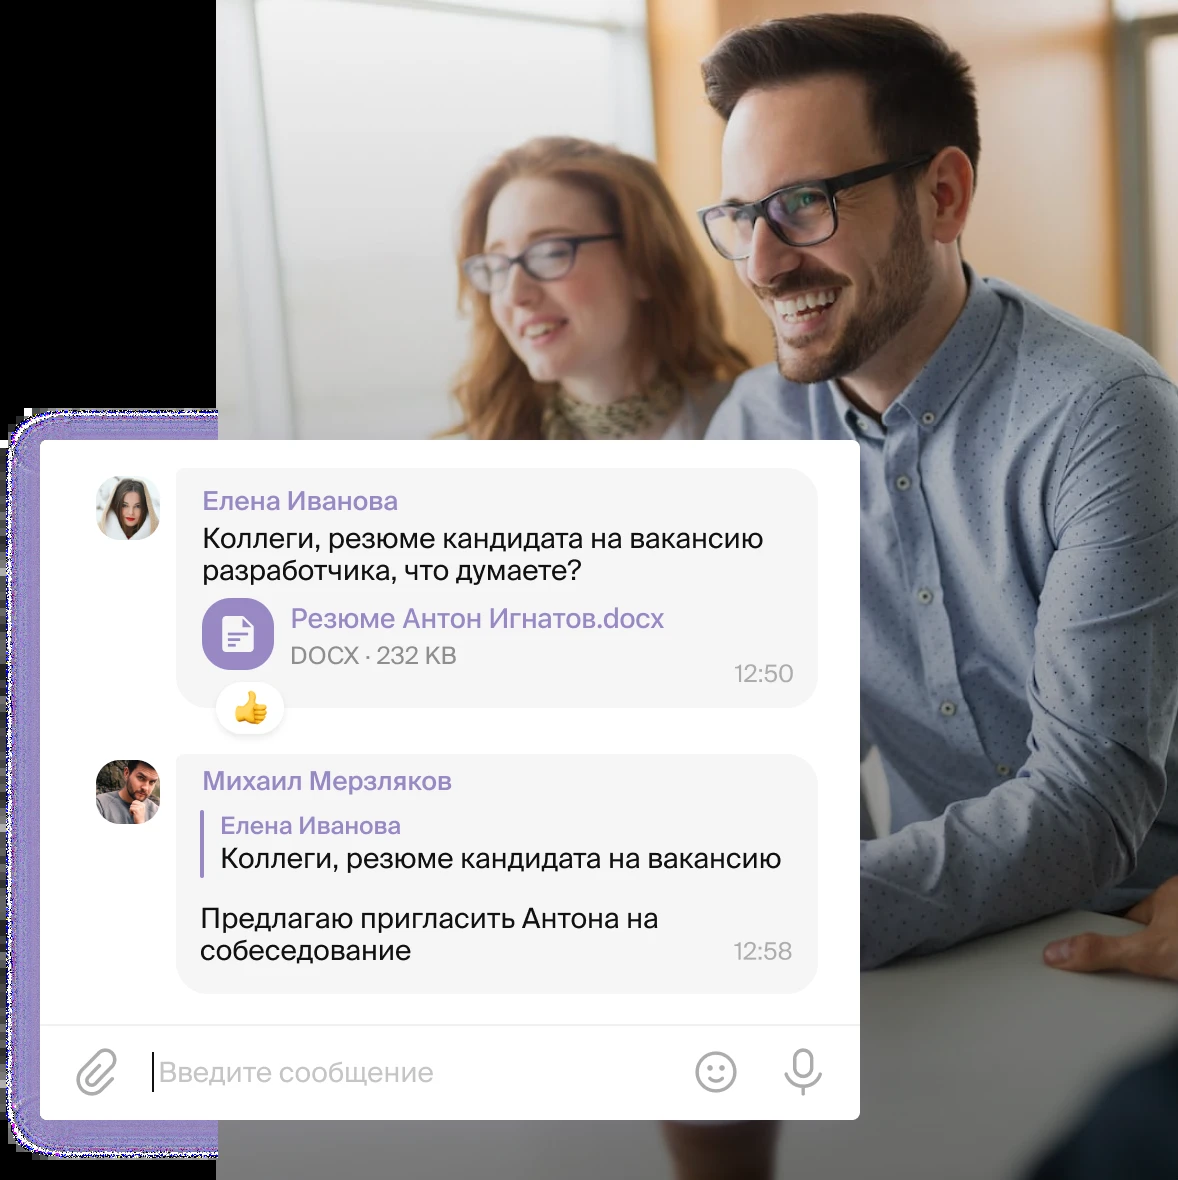 Елена Иванова
Коллеги, резюме кандидата на вакансию
разработчика, что думаете?
Резюме Антон Игнатов.docx
DOCX · 232 KB
12:50
Михаил Мерзляков
Елена Иванова
Коллеги, резюме кандидата на вакансию
Предлагаю пригласить Антона на
собеседование
12:58
Введите сообщение